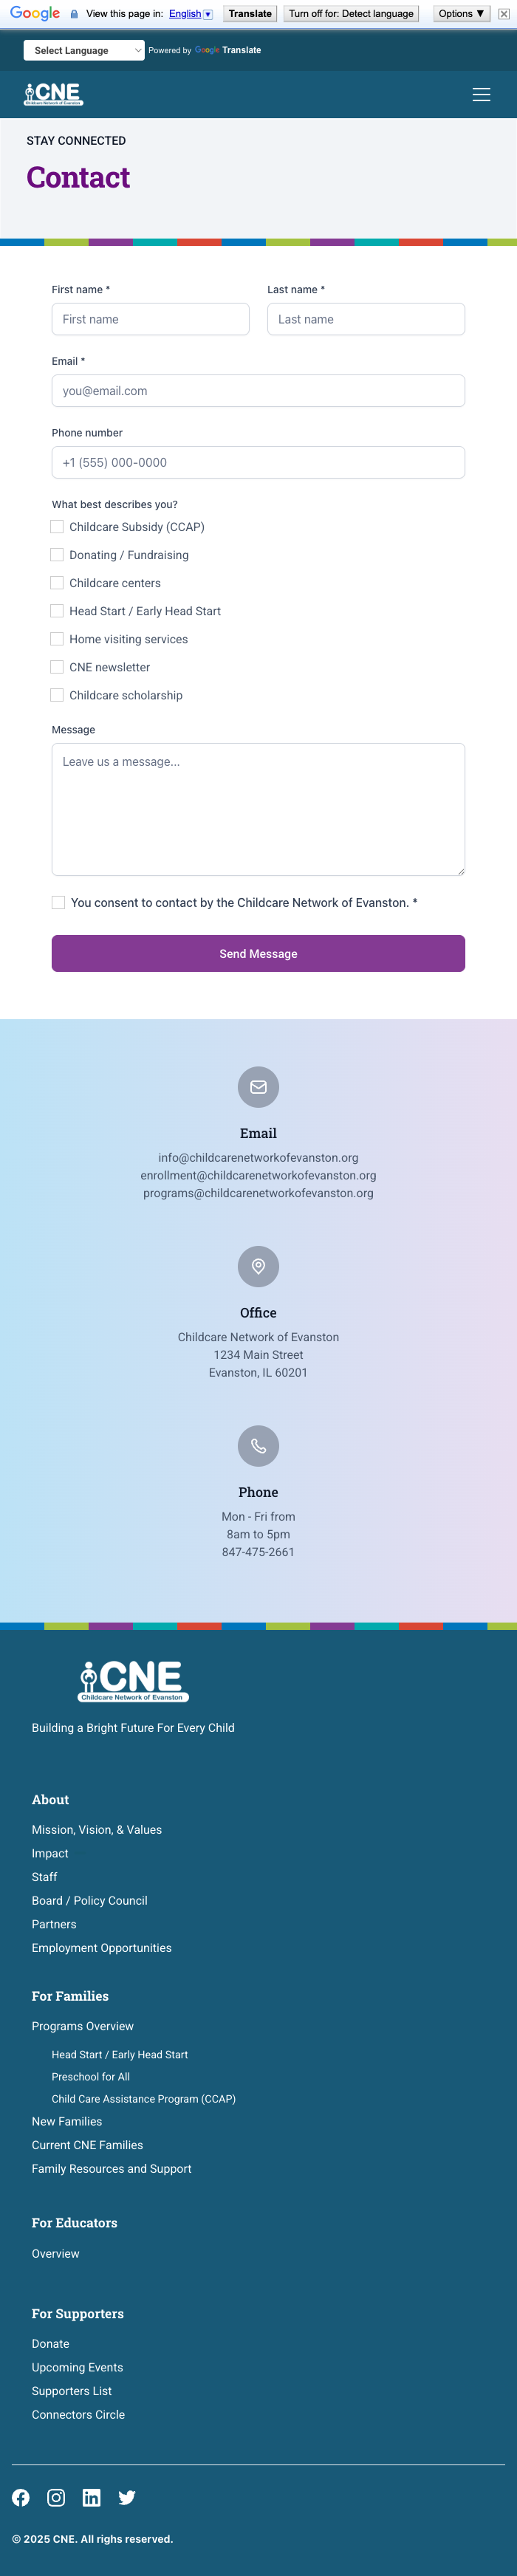 Google View this page in: English ▼ Translate Turn off for: Detect language Options ▼
Select Language Powered by Google Translate
CNE
Childcare Network of Evanston
STAY CONNECTED
Contact
First name * Last name *
First name Last name
Email *
you@email.com
Phone number
+1 (555) 000-0000
What best describes you?
Childcare Subsidy (CCAP)
Donating / Fundraising
Childcare centers
Head Start / Early Head Start
Home visiting services
CNE newsletter
Childcare scholarship
Message
Leave us a message...
You consent to contact by the Childcare Network of Evanston. *
Send Message
Email
info@childcarenetworkofevanston.org
enrollment@childcarenetworkofevanston.org
programs@childcarenetworkofevanston.org
Office
Childcare Network of Evanston
1234 Main Street
Evanston, IL 60201
Phone
Mon - Fri from
8am to 5pm
847-475-2661
CNE
Childcare Network of Evanston
Building a Bright Future For Every Child
About
Mission, Vision, & Values
Impact
Staff
Board / Policy Council
Partners
Employment Opportunities
For Families
Programs Overview
Head Start / Early Head Start
Preschool for All
Child Care Assistance Program (CCAP)
New Families
Current CNE Families
Family Resources and Support
For Educators
Overview
For Supporters
Donate
Upcoming Events
Supporters List
Connectors Circle
© 2025 CNE. All righs reserved.